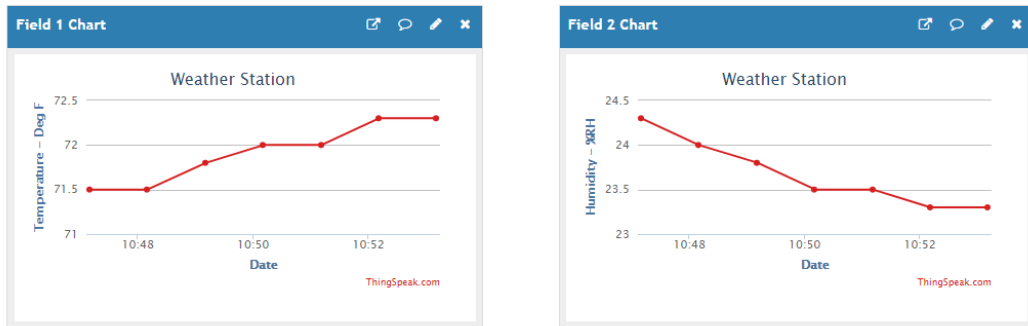 Field 1 Chart
Weather Station
Temperature - Deg F
72.5
72
71.5
71
10:48 10:50 10:52
Date
ThingSpeak.com
Field 2 Chart
Weather Station
Humidity - %RH
24.5
24
23.5
23
10:48 10:50 10:52
Date
ThingSpeak.com